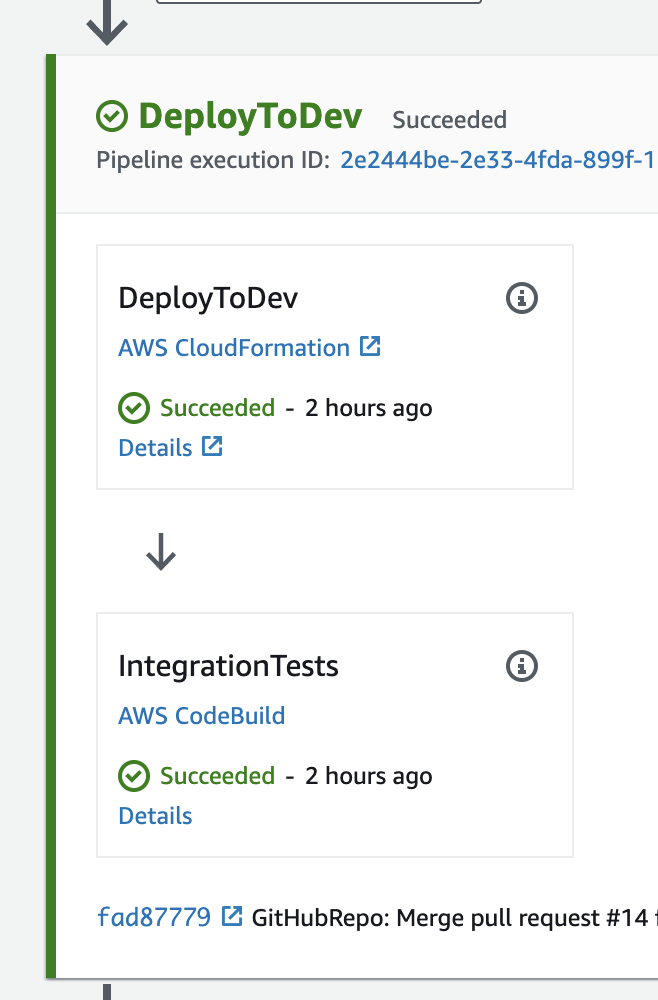 DeployToDev Succeeded
Pipeline execution ID: 2e2444be-2e33-4fda-899f-1
DeployToDev
AWS CloudFormation
Succeeded - 2 hours ago
Details
IntegrationTests
AWS CodeBuild
Succeeded - 2 hours ago
Details
fad87779 GitHubRepo: Merge pull request #14